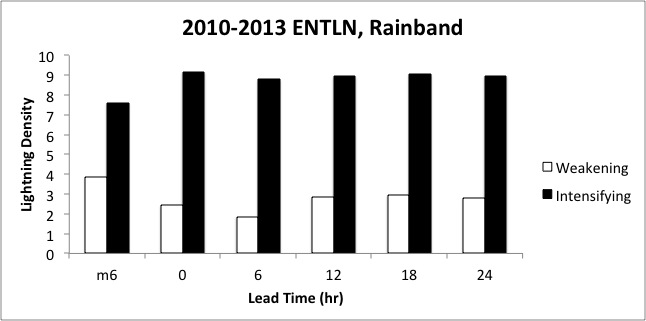 2010-2013 ENTLN, Rainband
10
9
8
7
6
5
4
3
2
1
0
Lightning Density
m6 0 6 12 18 24
Lead Time (hr)
Weakening
Intensifying